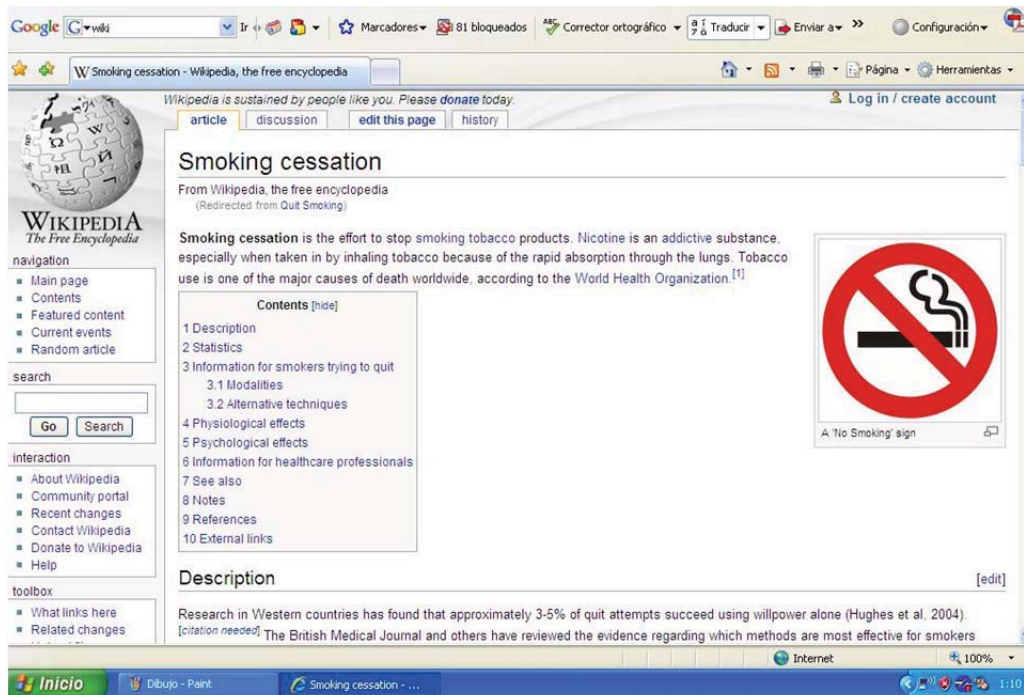 Google G wiki Ir Marcadores 81 bloqueados Corrector ortográfico Traducir Enviar a Configuración
W Smoking cessation - Wikipedia, the free encyclopedia Página Herramientas
Wikipedia is sustained by people like you. Please donate today. Log in / create account
article discussion edit this page history
WIKIPEDIA
The Free Encyclopedia
navigation
Main page
Contents
Featured content
Current events
Random article
search
Go Search
interaction
About Wikipedia
Community portal
Recent changes
Contact Wikipedia
Donate to Wikipedia
Help
toolbox
What links here
Related changes
Smoking cessation
From Wikipedia, the free encyclopedia
(Redirected from Quit Smoking)
Smoking cessation is the effort to stop smoking tobacco products. Nicotine is an addictive substance,
especially when taken in by inhaling tobacco because of the rapid absorption through the lungs. Tobacco
use is one of the major causes of death worldwide, according to the World Health Organization.[1]
Contents [hide]
1 Description
2 Statistics
3 Information for smokers trying to quit
3.1 Modalities
3.2 Alternative techniques
4 Physiological effects
5 Psychological effects
6 Information for healthcare professionals
7 See also
8 Notes
9 References
10 External links
A 'No Smoking' sign
Description [edit]
Research in Western countries has found that approximately 3-5% of quit attempts succeed using willpower alone (Hughes et al, 2004).
[citation needed] The British Medical Journal and others have reviewed the evidence regarding which methods are most effective for smokers
Internet 100%
Inicio Dibujo - Paint Smoking cessation - ... 1:10